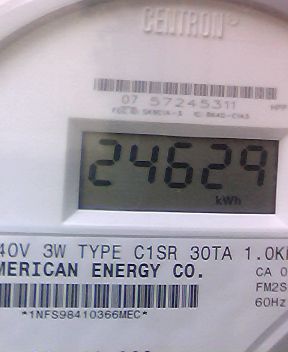 CENTRON
07 57245311
24629
kWh
40V 3W TYPE C1SR 30TA 1.0K
MERICAN ENERGY CO.
CA 0
FM2S
60Hz
*1NFS98410366MEC*